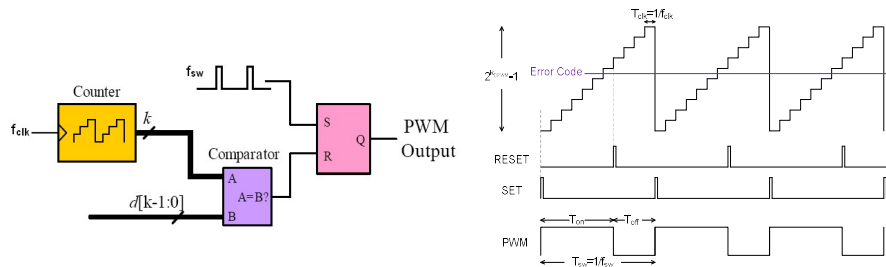 Counter
f_clk
k
d[k-1:0]
Comparator
A
A=B?
B
f_sw
S
R
Q
PWM
Output
T_clk=1/f_clk
Error Code
RESET
SET
T_on
T_off
PWM
T_sw=1/f_sw